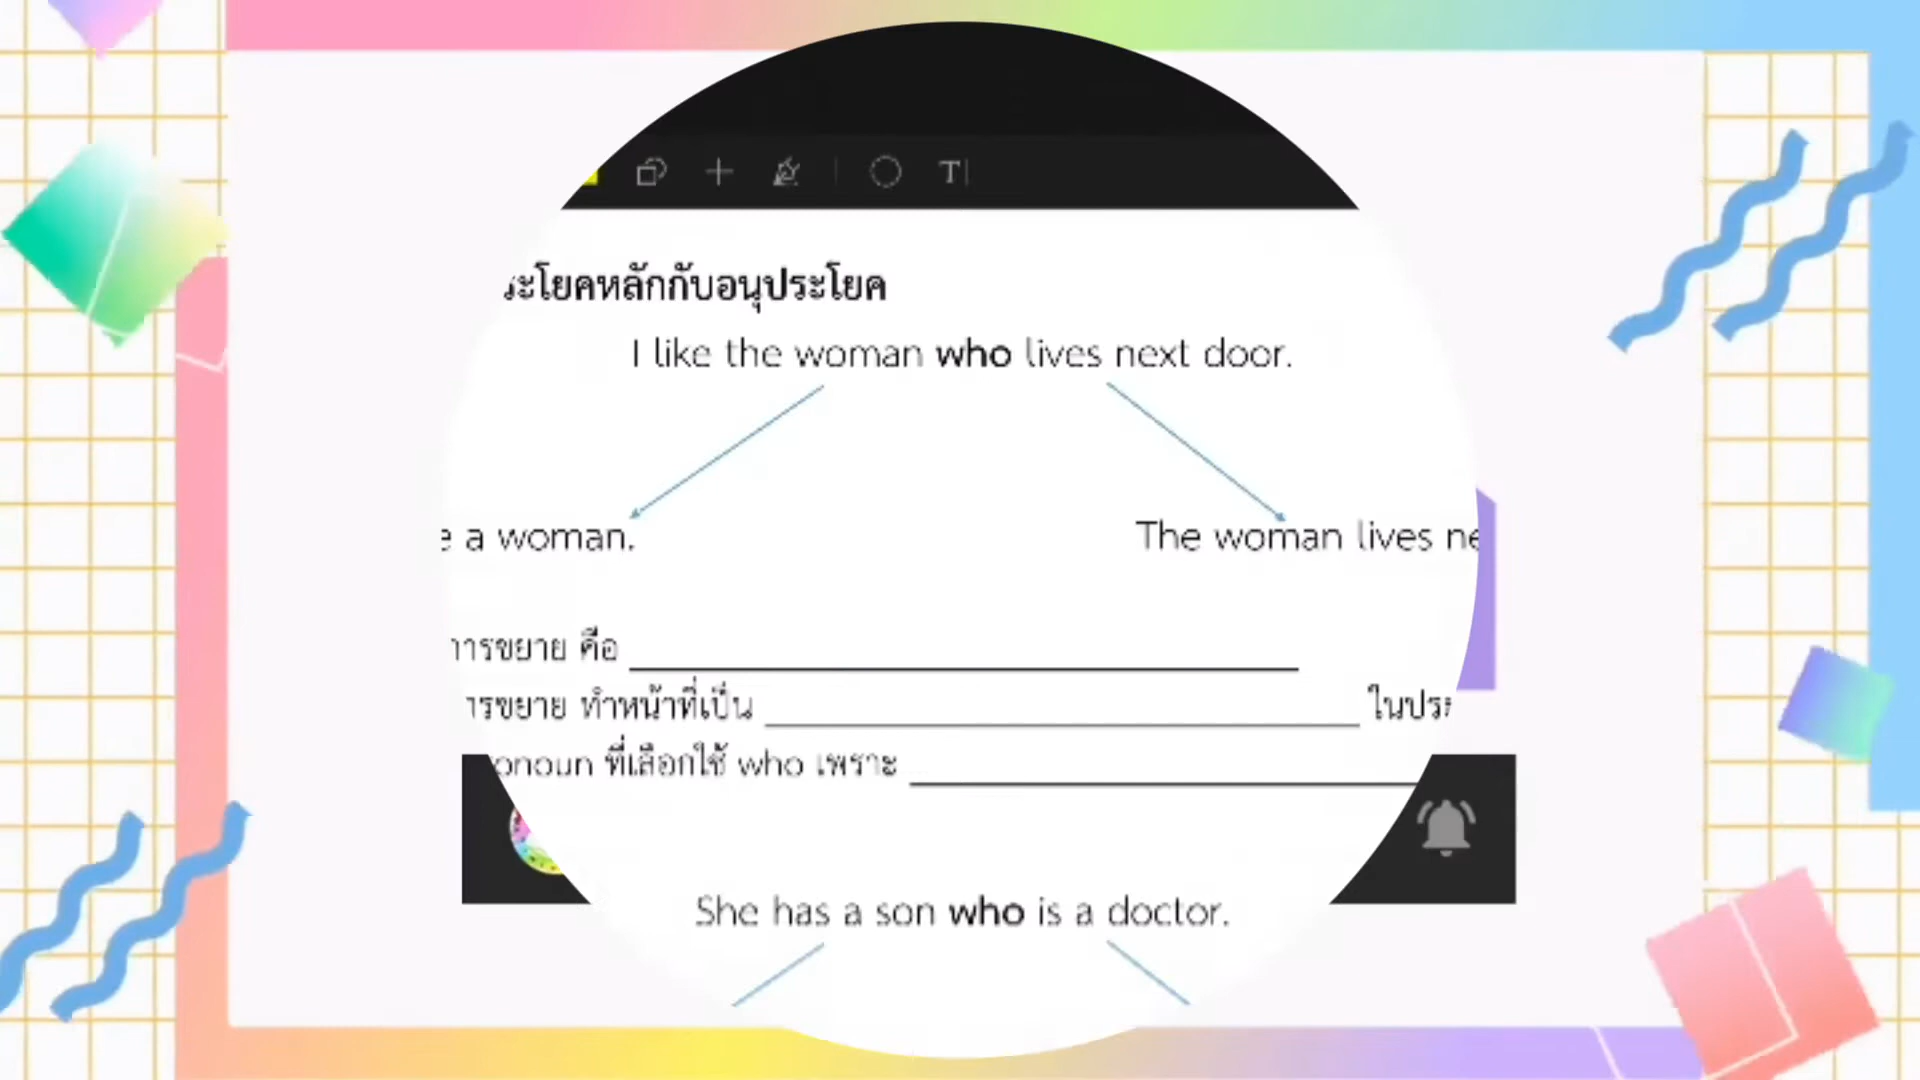 ระโยคหลักกับอนุประโยค
I like the woman who lives next door.
a woman.
The woman lives
การขยาย คือ
ารขยาย ทำหน้าที่เป็น ในประ
onoun ที่เลือกใช้ who เพราะ
She has a son who is a doctor.